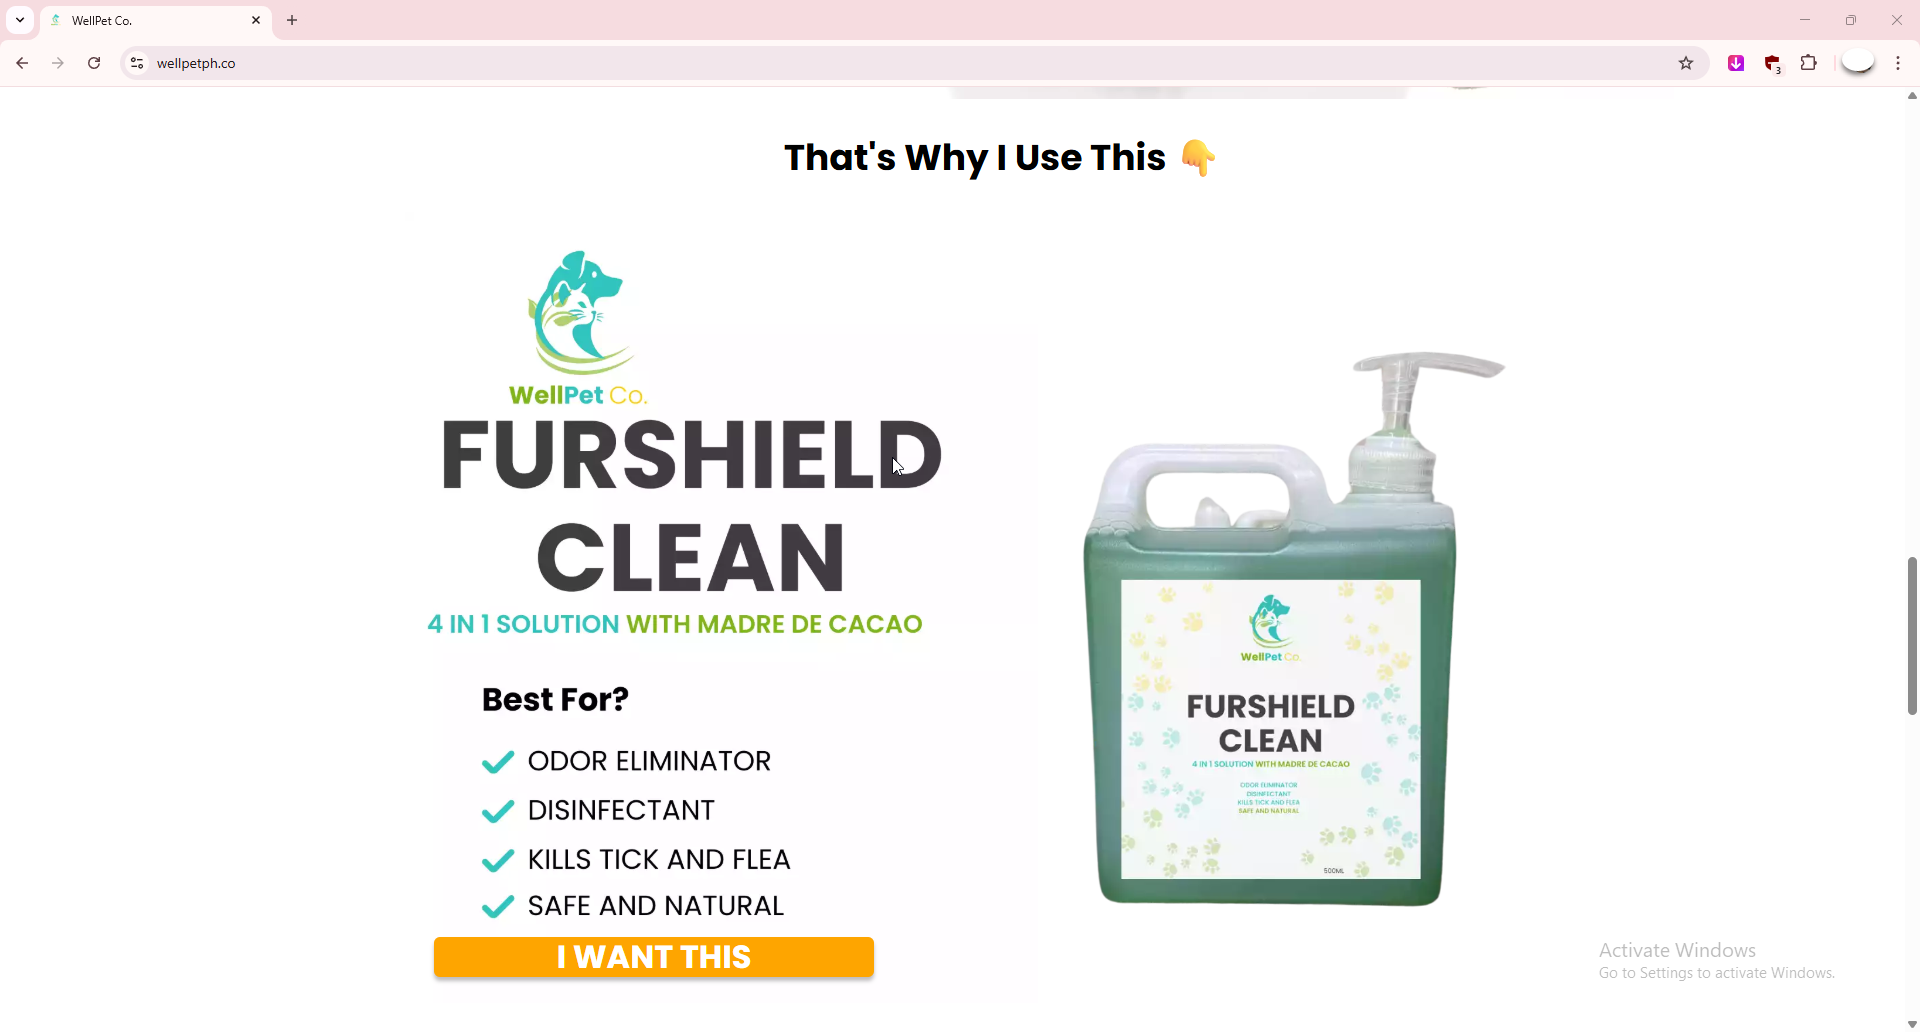 WellPet Co.
wellpetph.co
3
That's Why I Use This 👇
WellPet Co.
FURSHIELD
CLEAN
4 IN 1 SOLUTION WITH MADRE DE CACAO
Best For?
ODOR ELIMINATOR
DISINFECTANT
KILLS TICK AND FLEA
SAFE AND NATURAL
I WANT THIS
WellPet Co.
FURSHIELD
CLEAN
4 IN 1 SOLUTION WITH MADRE DE CACAO
ODOR ELIMINATOR
DISINFECTANT
KILLS TICK AND FLEA
SAFE AND NATURAL
500ML
Activate Windows
Go to Settings to activate Windows.